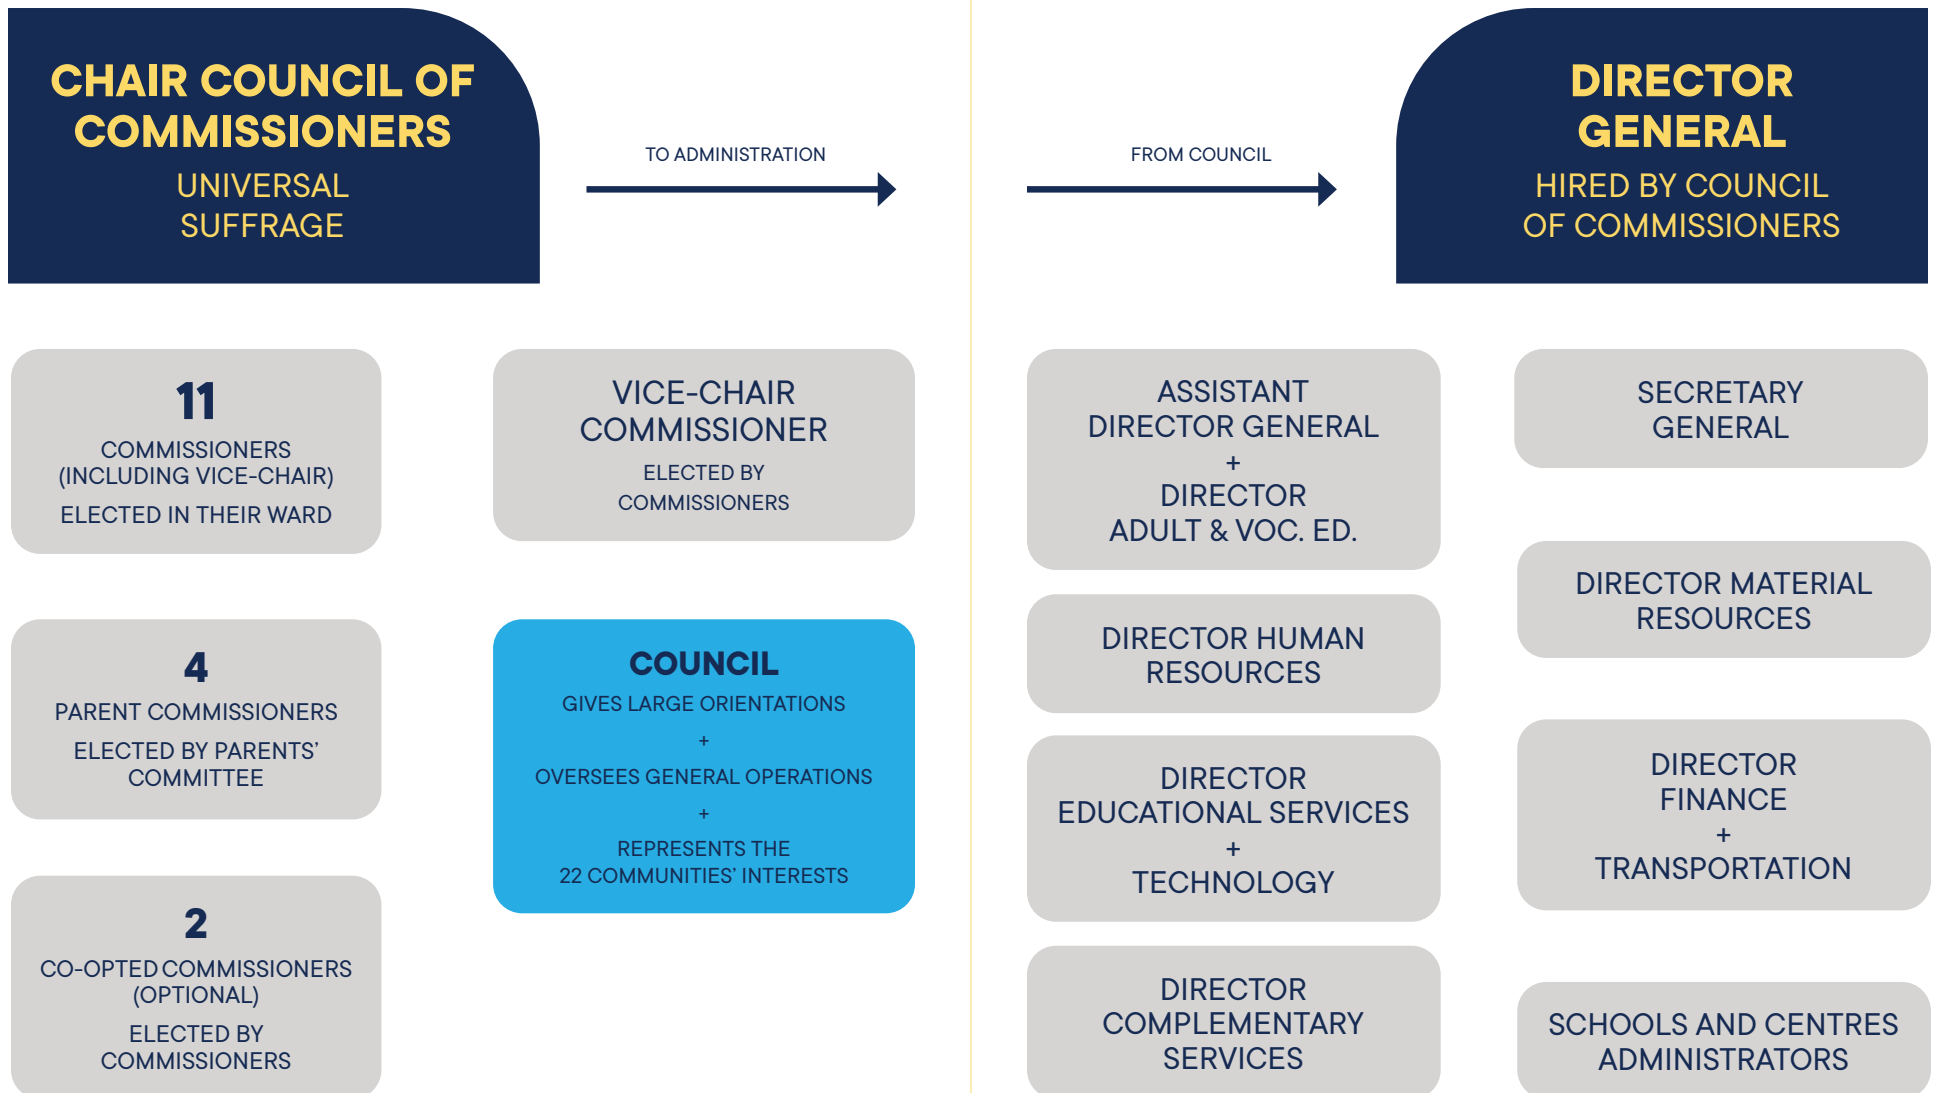 CHAIR COUNCIL OF
COMMISSIONERS
UNIVERSAL
SUFFRAGE
TO ADMINISTRATION
11
COMMISSIONERS
(INCLUDING VICE-CHAIR)
ELECTED IN THEIR WARD
VICE-CHAIR
COMMISSIONER
ELECTED BY
COMMISSIONERS
4
PARENT COMMISSIONERS
ELECTED BY PARENTS’
COMMITTEE
COUNCIL
GIVES LARGE ORIENTATIONS
+
OVERSEES GENERAL OPERATIONS
+
REPRESENTS THE
22 COMMUNITIES’ INTERESTS
2
CO-OPTED COMMISSIONERS
(OPTIONAL)
ELECTED BY
COMMISSIONERS
FROM COUNCIL
DIRECTOR
GENERAL
HIRED BY COUNCIL
OF COMMISSIONERS
ASSISTANT
DIRECTOR GENERAL
+
DIRECTOR
ADULT & VOC. ED.
SECRETARY
GENERAL
DIRECTOR HUMAN
RESOURCES
DIRECTOR MATERIAL
RESOURCES
DIRECTOR
EDUCATIONAL SERVICES
+
TECHNOLOGY
DIRECTOR
FINANCE
+
TRANSPORTATION
DIRECTOR
COMPLEMENTARY
SERVICES
SCHOOLS AND CENTRES
ADMINISTRATORS